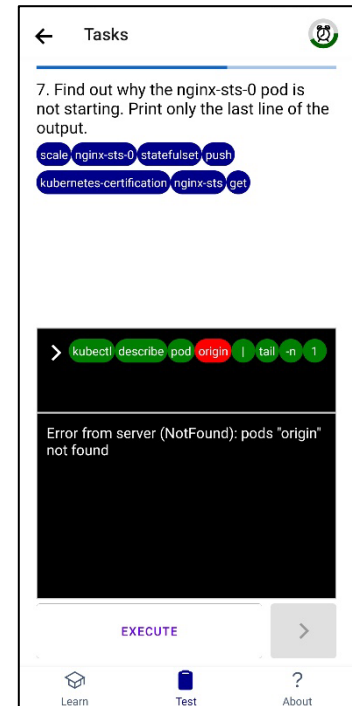 Tasks
7. Find out why the nginx-sts-0 pod is
not starting. Print only the last line of the
output.
scale nginx-sts-0 statefulset push
kubernetes-certification nginx-sts get
kubectl describe pod origin | tail -n 1
Error from server (NotFound): pods "origin"
not found
EXECUTE
Learn Test About